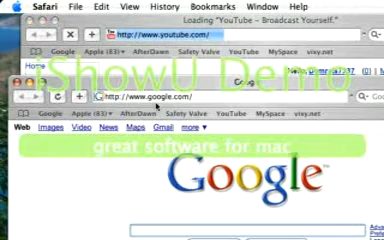 Safari File Edit View History Bookmarks Window Help
Loading "YouTube – Broadcast Yourself."
http://www.youtube.com/
Google Apple (83) AfterDawn Safety Valve YouTube MySpace vixy.net
Home
iShowU Demo
http://www.google.com/
Google Apple (83) AfterDawn Safety Valve YouTube MySpace vixy.net
Web Images Video News Maps Gmail more
great software for mac
Google